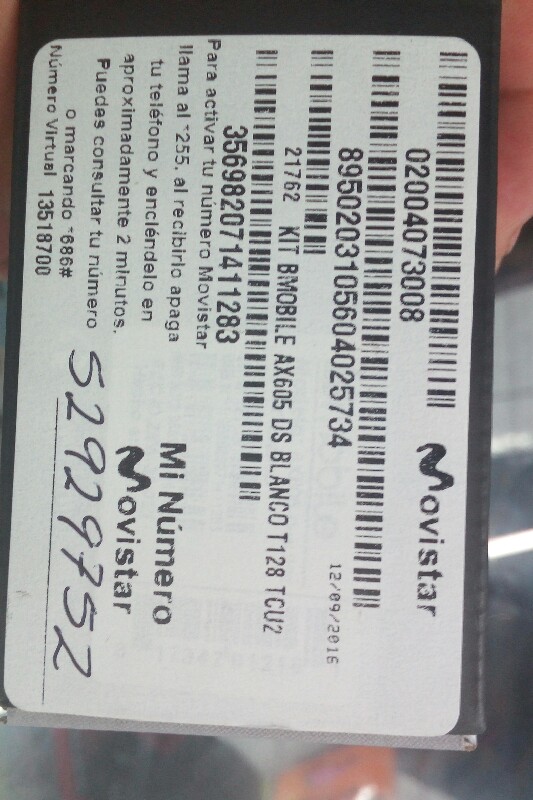 Movistar
02004073008
8950203105604025734
12/09/2016
21762 KIT BMOBILE AX605 DS BLANCO T128 TCU2
356982071411283
Para activar tu número Movistar
llama al *255, al recibirlo apaga
tu teléfono y enciéndelo en
aproximadamente 2 minutos.
Puedes consultar tu número
o marcando *686#
Número Virtual 13518700
Mi Número
Movistar
52929752